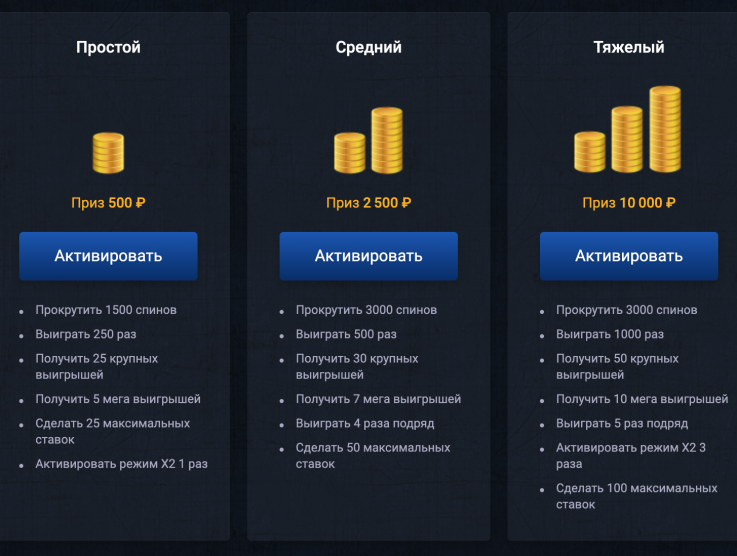 Простой
Приз 500 ₽
Активировать
Прокрутить 1500 спинов
Выиграть 250 раз
Получить 25 крупных
выигрышей
Получить 5 мега выигрышей
Сделать 25 максимальных
ставок
Активировать режим X2 1 раз
Средний
Приз 2 500 ₽
Активировать
Прокрутить 3000 спинов
Выиграть 500 раз
Получить 30 крупных
выигрышей
Получить 7 мега выигрышей
Выиграть 4 раза подряд
Сделать 50 максимальных
ставок
Тяжелый
Приз 10 000 ₽
Активировать
Прокрутить 3000 спинов
Выиграть 1000 раз
Получить 50 крупных
выигрышей
Получить 10 мега выигрышей
Выиграть 5 раз подряд
Активировать режим X2 3
раза
Сделать 100 максимальных
ставок